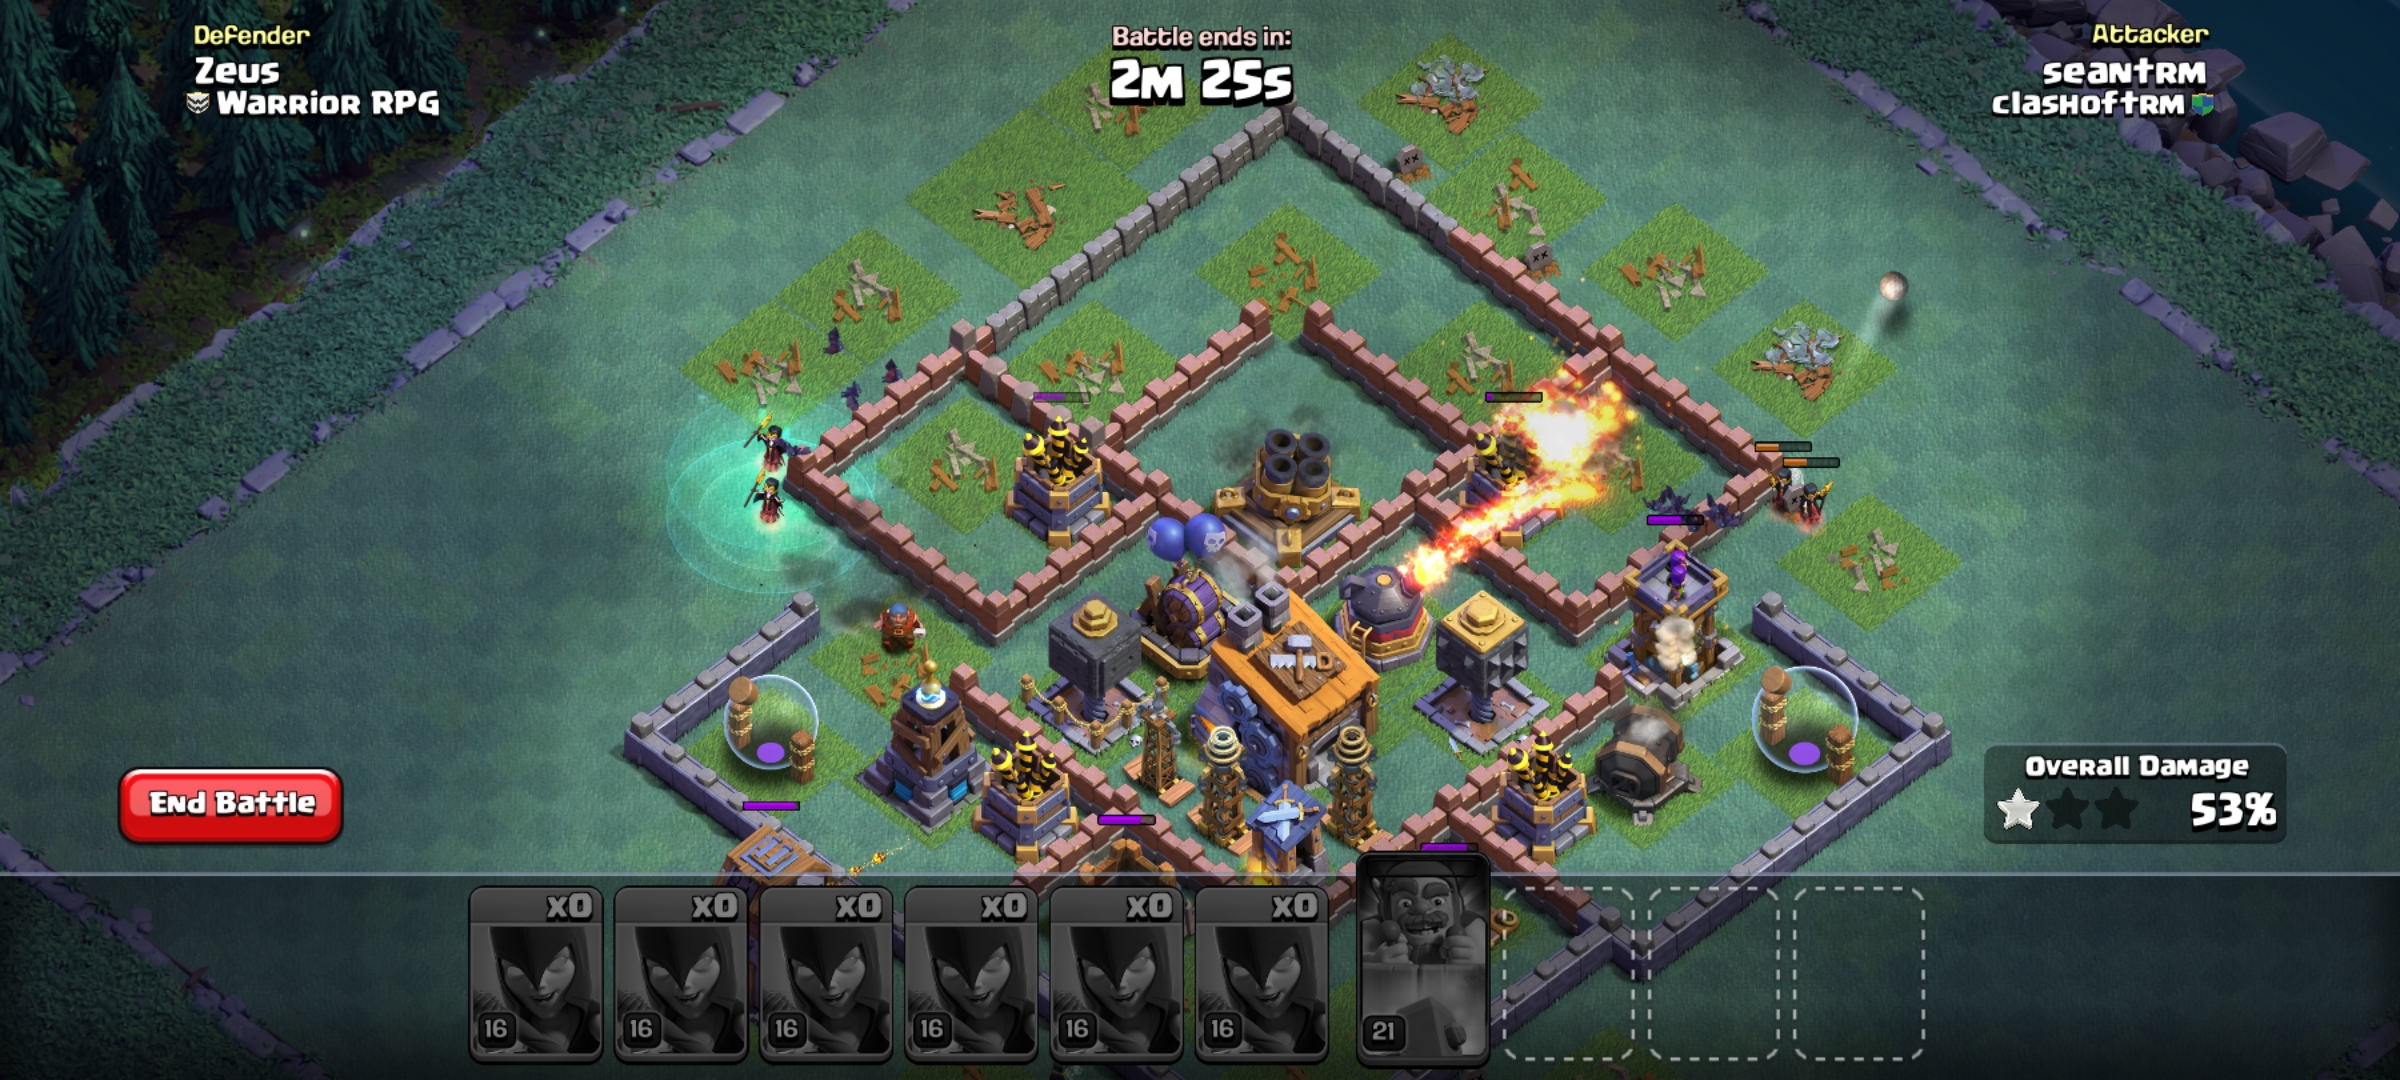 Defender
Zeus
Warrior RPG
Battle ends in:
2M 25s
Attacker
seantRM
clashoftRM
End Battle
Overall Damage
53%
x0
x0
x0
x0
x0
x0
16
16
16
16
16
16
21